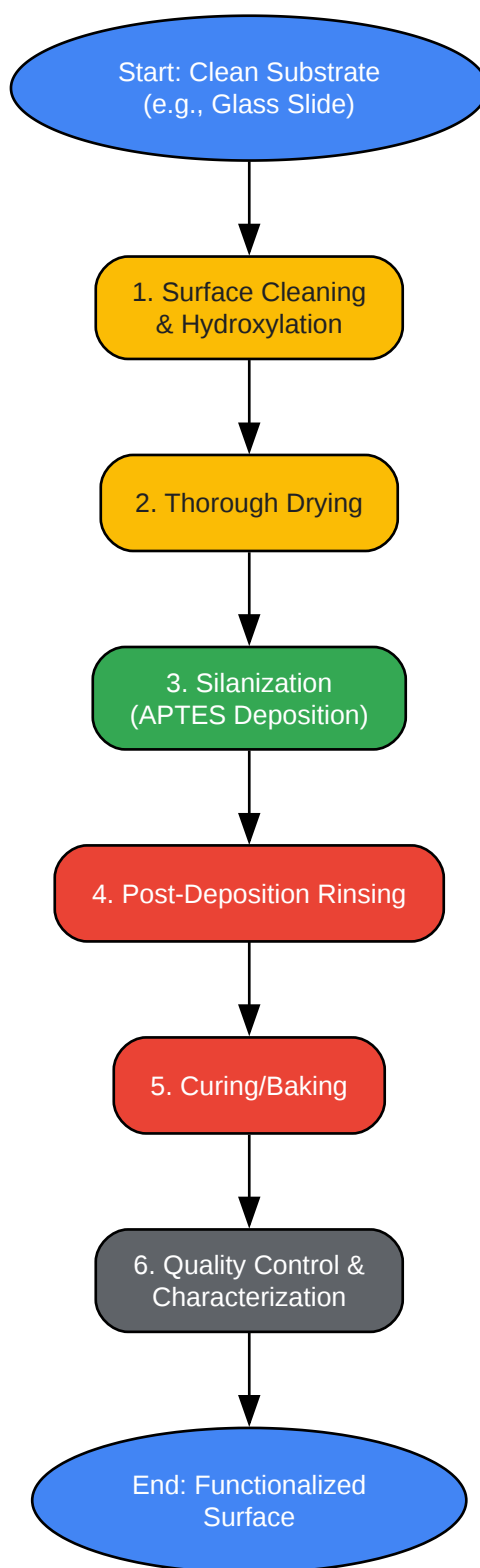 Start: Clean Substrate
(e.g., Glass Slide)
1. Surface Cleaning
& Hydroxylation
2. Thorough Drying
3. Silanization
(APTES Deposition)
4. Post-Deposition Rinsing
5. Curing/Baking
6. Quality Control &
Characterization
End: Functionalized
Surface